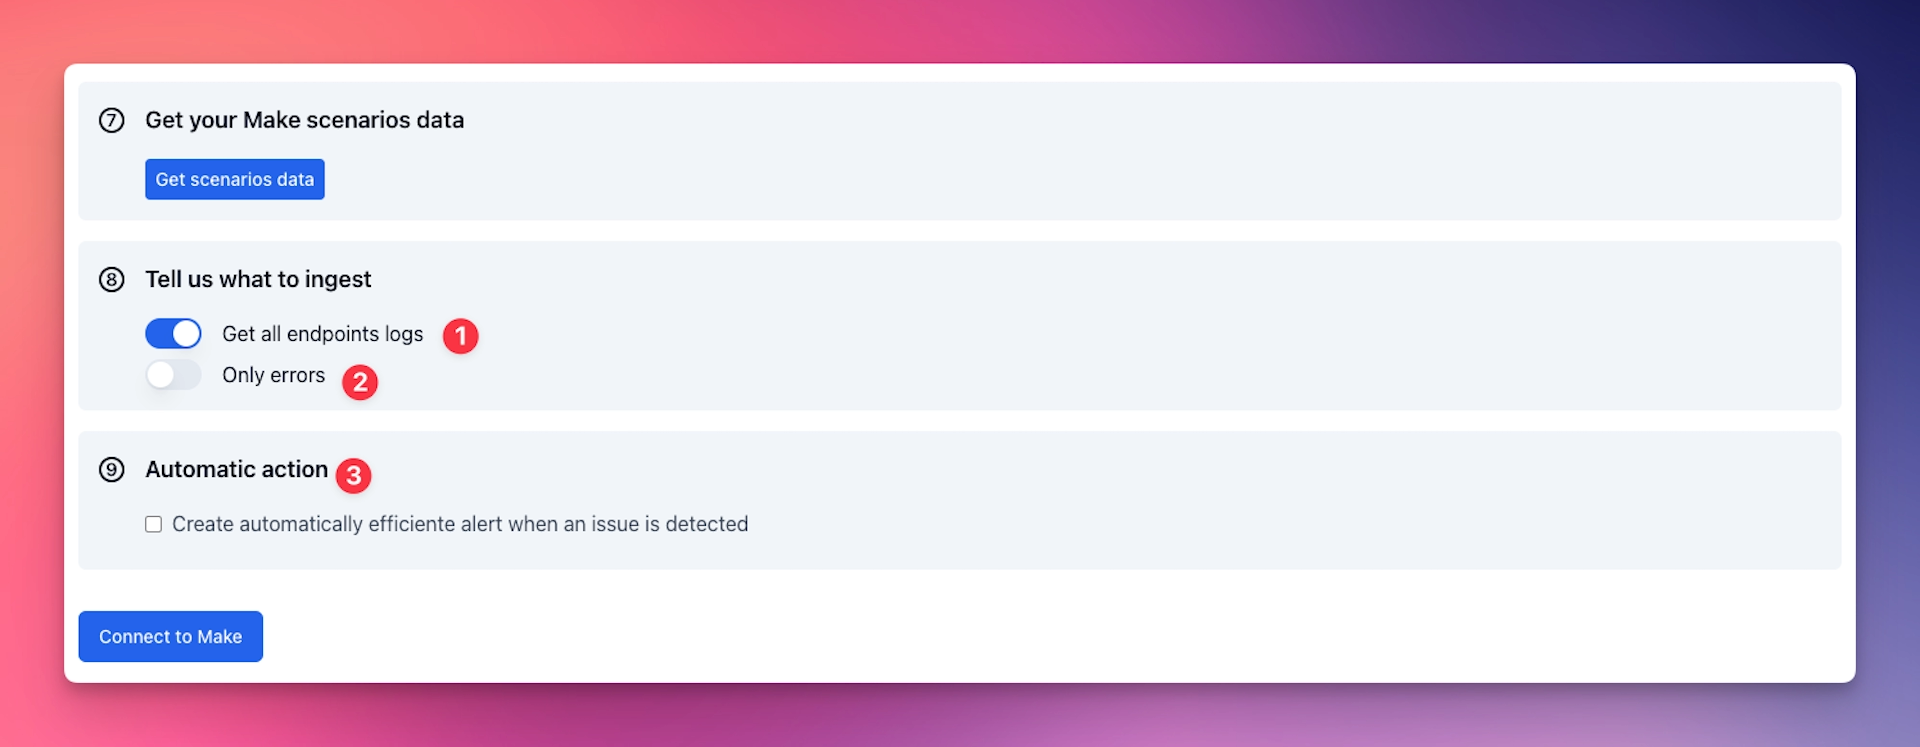 7 Get your Make scenarios data
Get scenarios data
8 Tell us what to ingest
Get all endpoints logs 1
Only errors 2
9 Automatic action 3
Create automatically efficiente alert when an issue is detected
Connect to Make